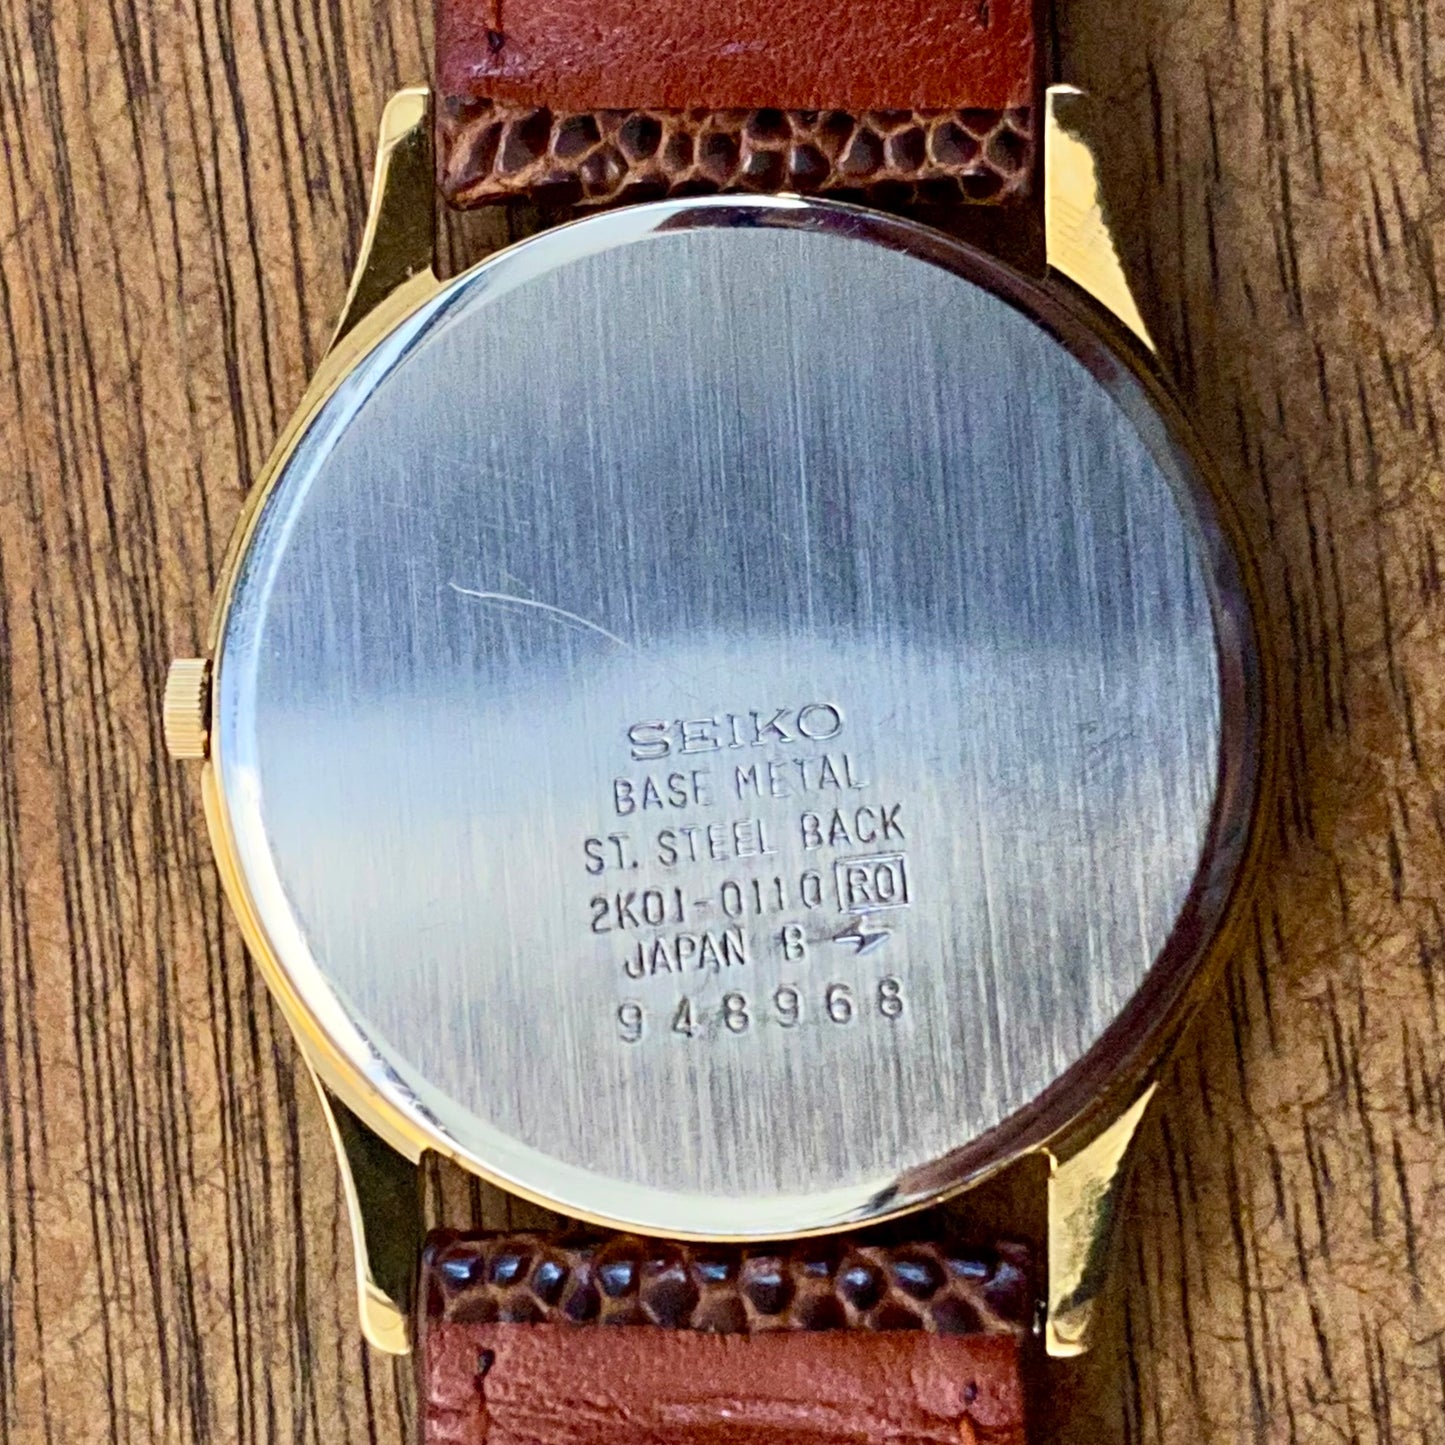 SEIKO
BASE METAL
ST. STEEL BACK
2K01-0110 R0
JAPAN B
948968